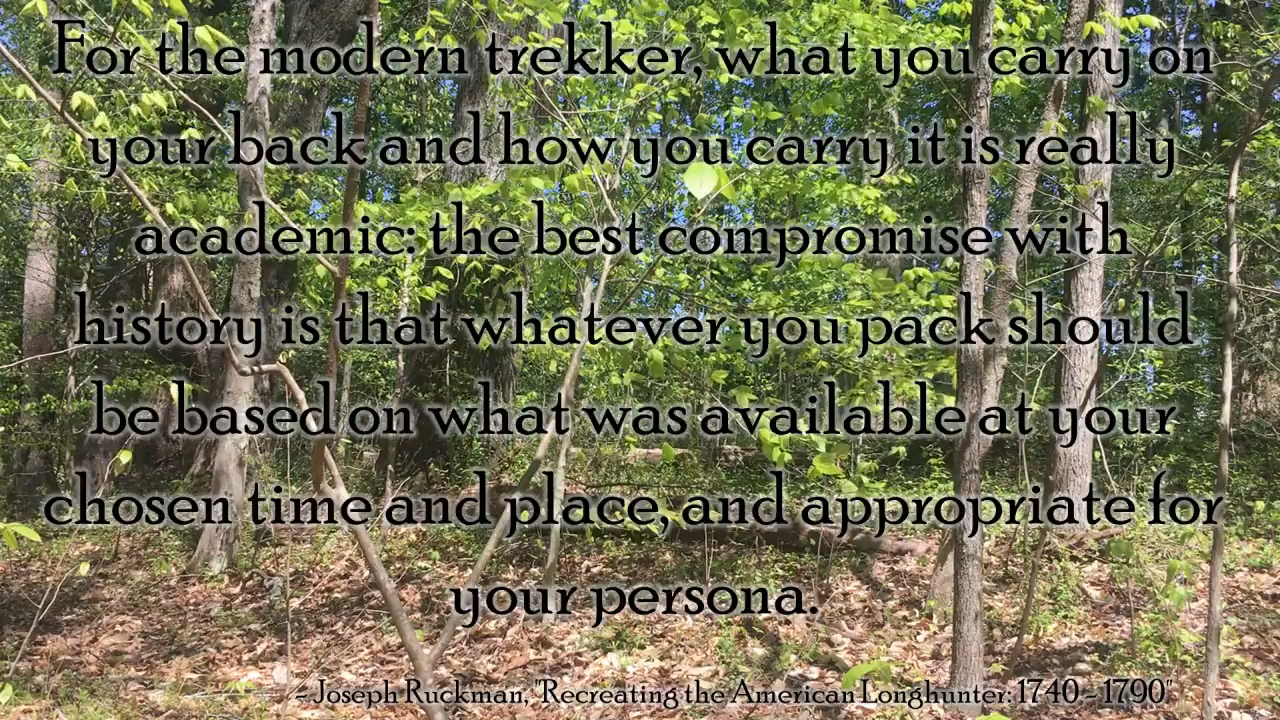 For the modern trekker, what you carry on
your back and how you carry it is really
academic: the best compromise with
history is that whatever you pack should
be based on what was available at your
chosen time and place, and appropriate for
your persona.
~ Joseph Ruckman, "Recreating the American Longhunter: 1740 - 1790"